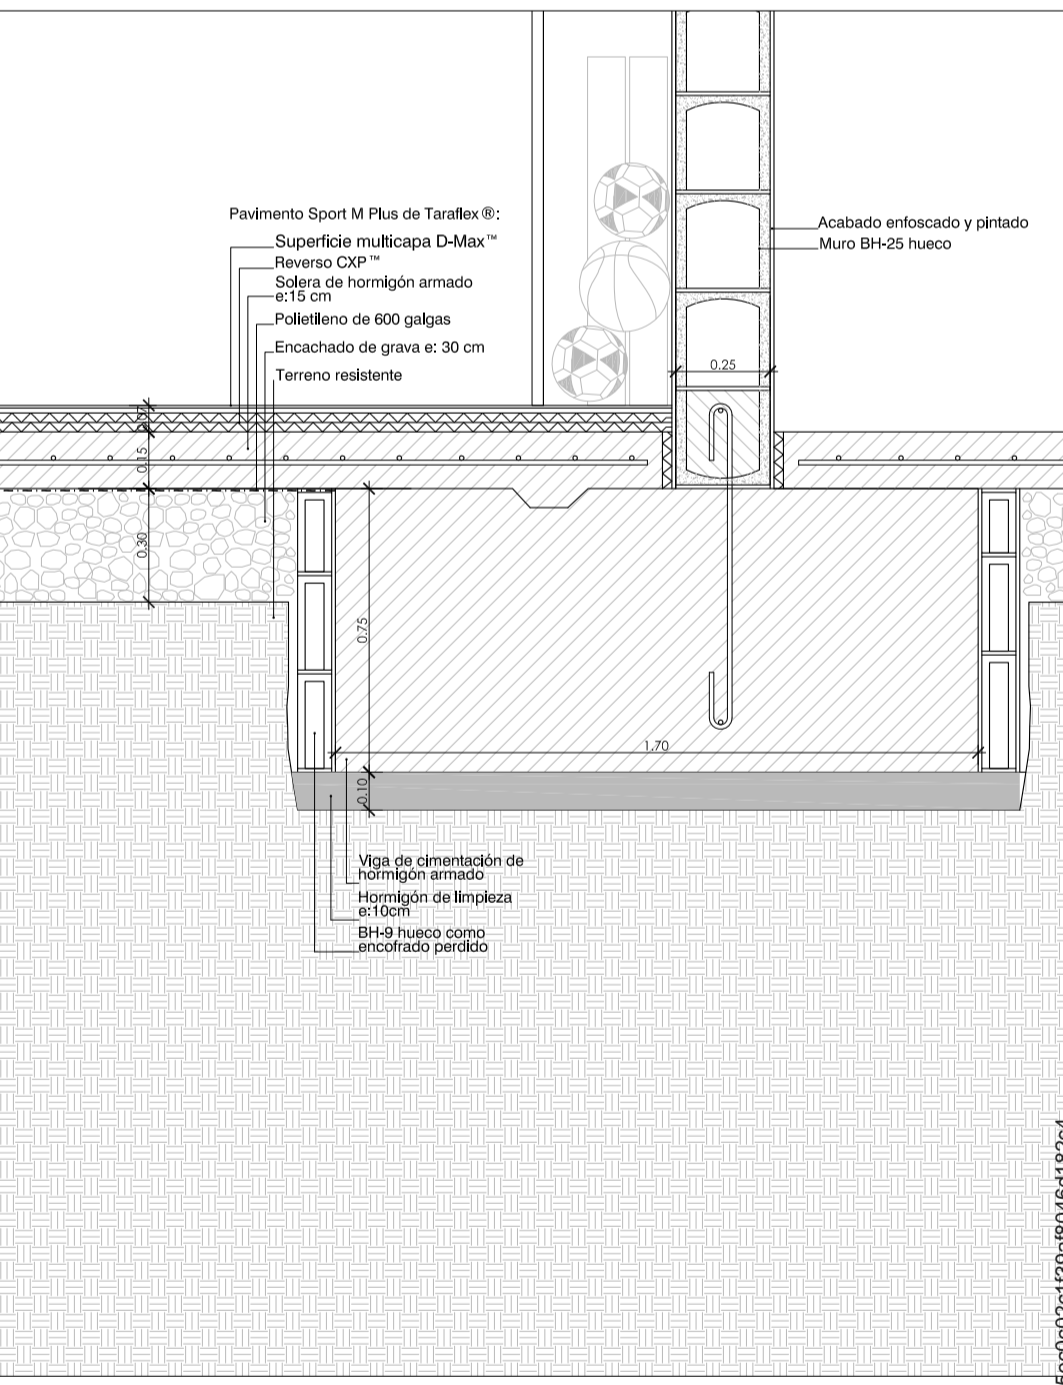 Pavimento Sport M Plus de Taraflex®:
Superficie multicapa D-Max™
Reverso CXP™
Solera de hormigón armado
e:15 cm
Polietileno de 600 galgas
Encachado de grava e: 30 cm
Terreno resistente
Acabado enfoscado y pintado
Muro BH-25 hueco
0.25
0.07
0.15
0.30
0.75
1.70
0.10
Viga de cimentación de
hormigón armado
Hormigón de limpieza
e:10cm
BH-9 hueco como
encofrado perdido